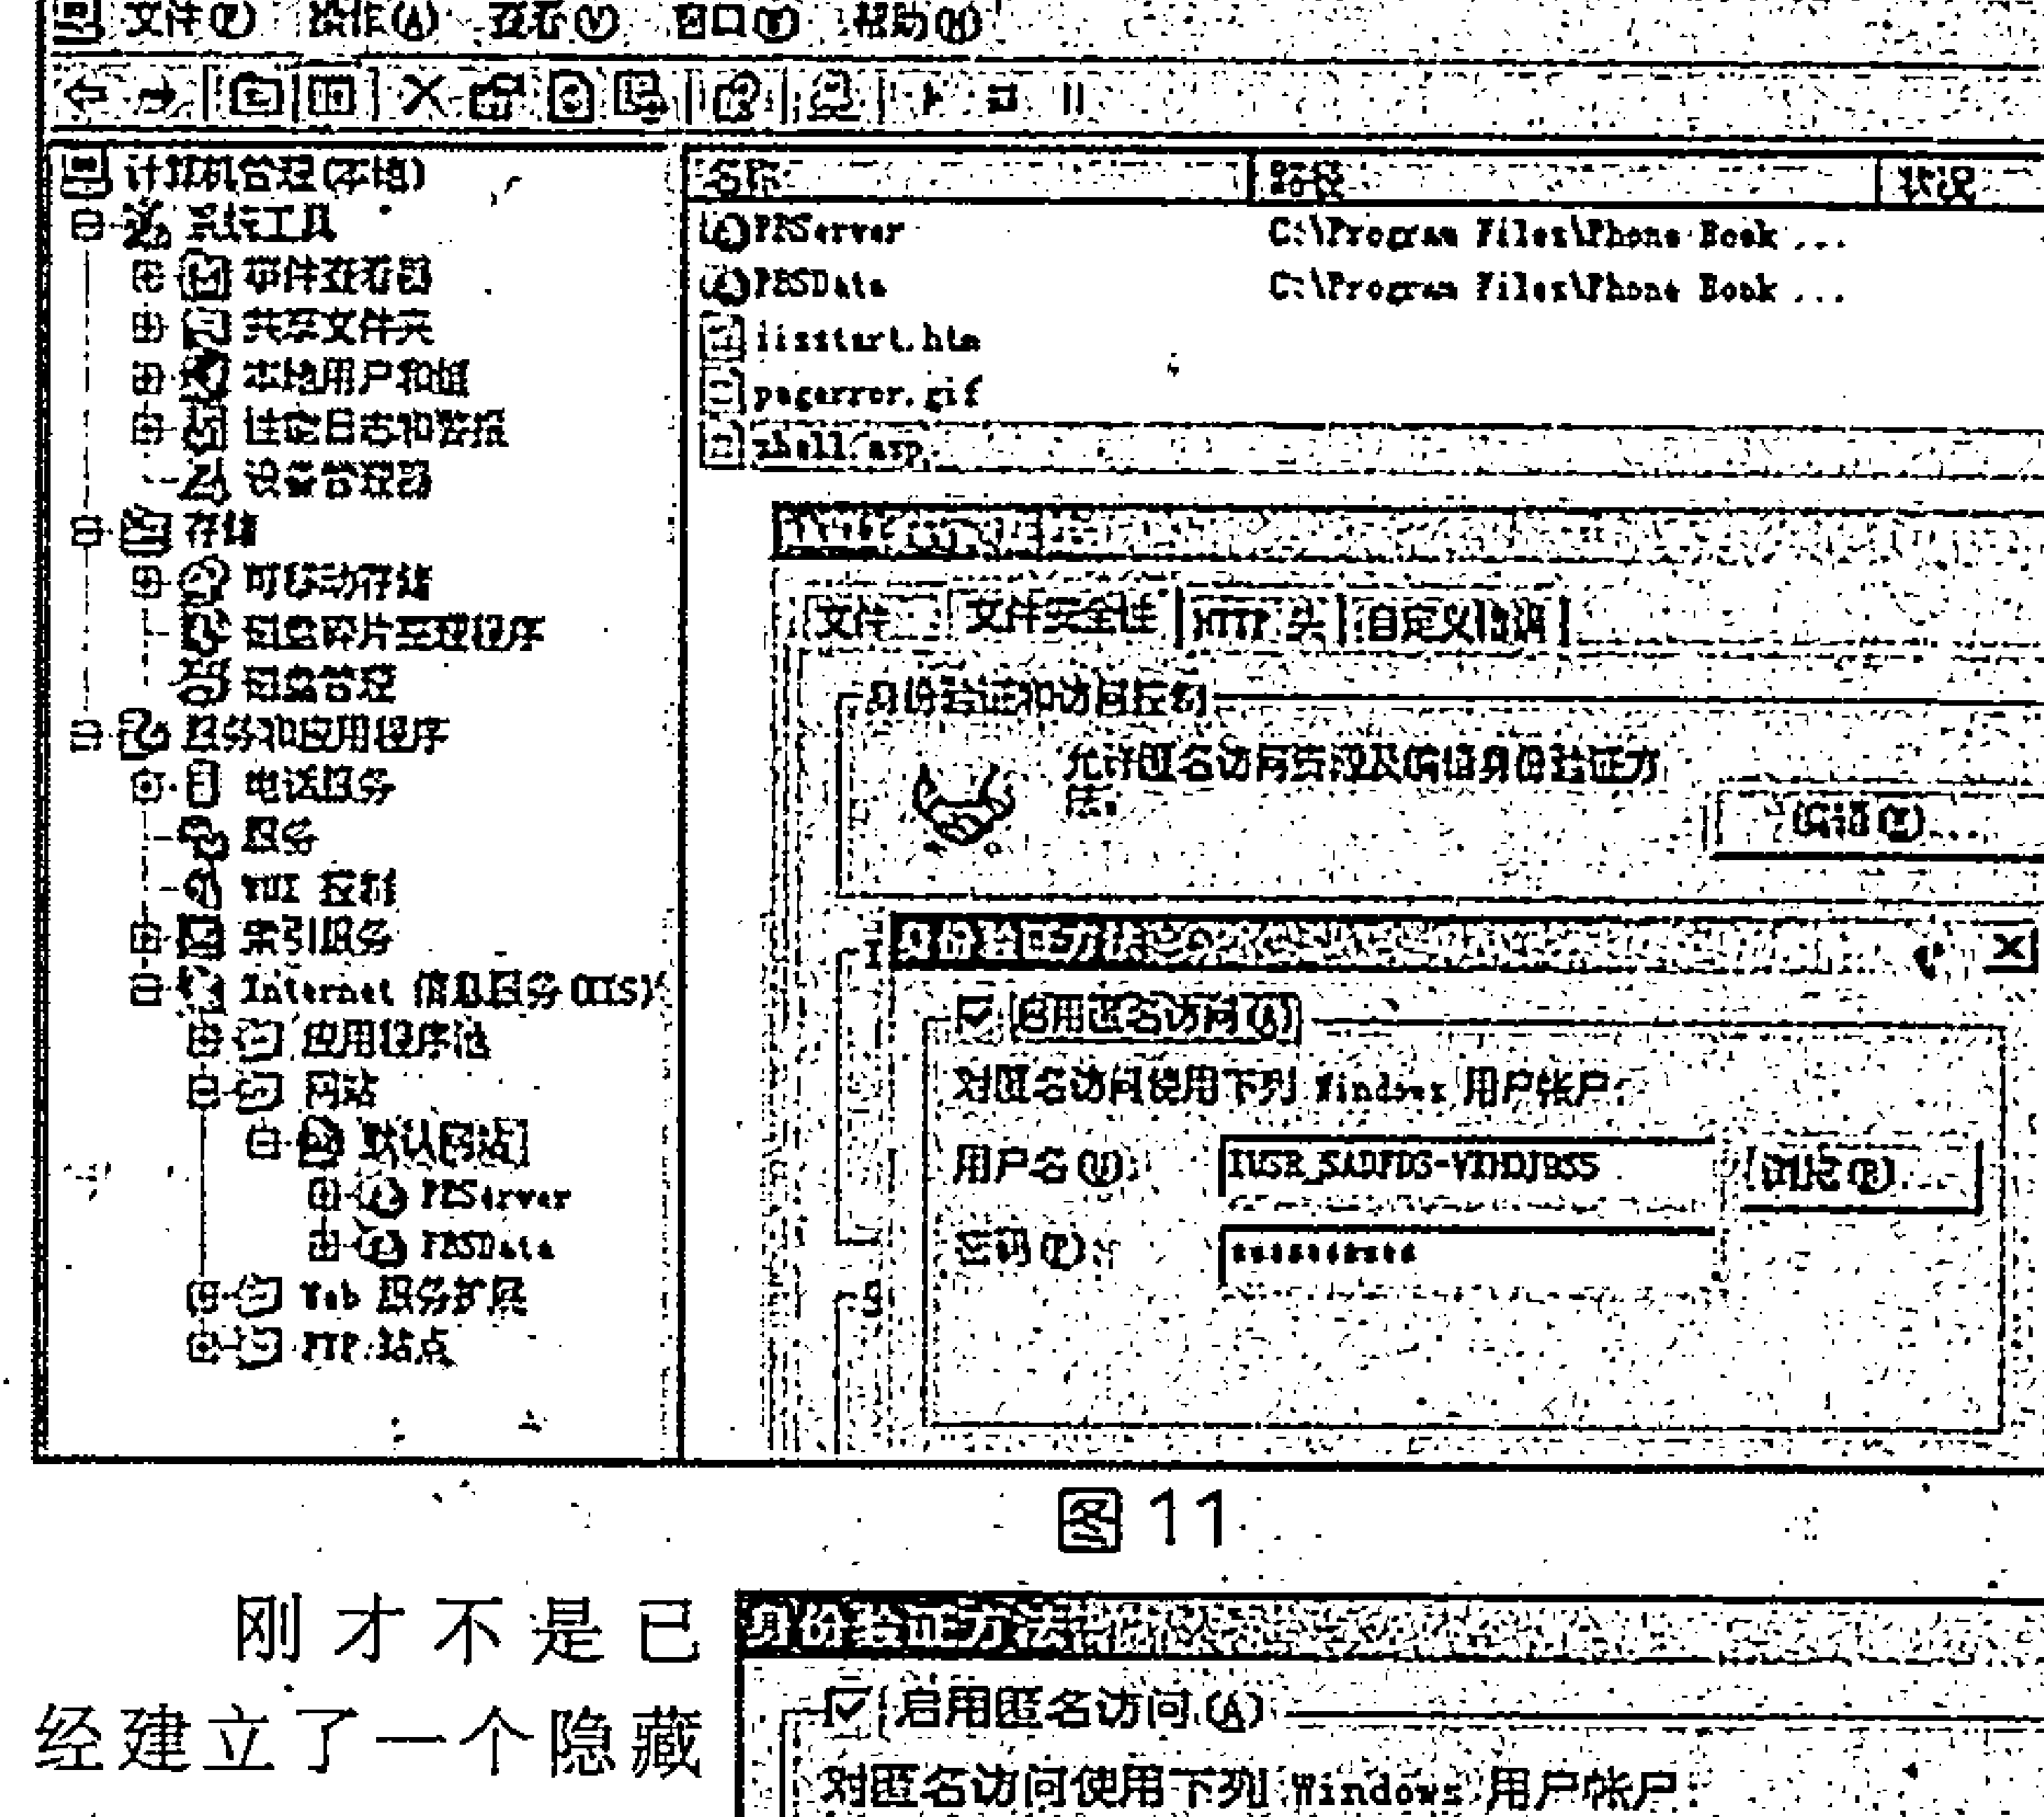 文件(F) 操作(A) 查看(V) 窗口(W) 帮助(H)
计算机管理(本地)
系统工具
事件查看器
共享文件夹
本地用户和组
性能日志和警报
设备管理器
存储
可移动存储
磁盘碎片整理程序
磁盘管理
服务和应用程序
电话服务
服务
WMI 控制
索引服务
Internet 信息服务(IIS)
应用程序池
网站
默认网站
PBServer
PBSData
Web 服务扩展
FTP 站点
名称 路径 状况
PBServer C:\Program Files\Phone Book ...
PBSData C:\Program Files\Phone Book ...
iisstart.htm
pagerror.gif
shell.asp
文件 文件安全性 HTTP 头 自定义错误
身份验证和访问控制
允许匿名访问资源及编辑身份验证方
法。
编辑(E)...
身份验证方法
启用匿名访问(A)
对匿名访问使用下列 Windows 用户帐户:
用户名(U):
浏览(R)
密码(P): **********
图 11
刚才不是已
经建立了一个隐藏
身份验证方法
启用匿名访问(A)
对匿名访问使用下列 Windows 用户帐户: